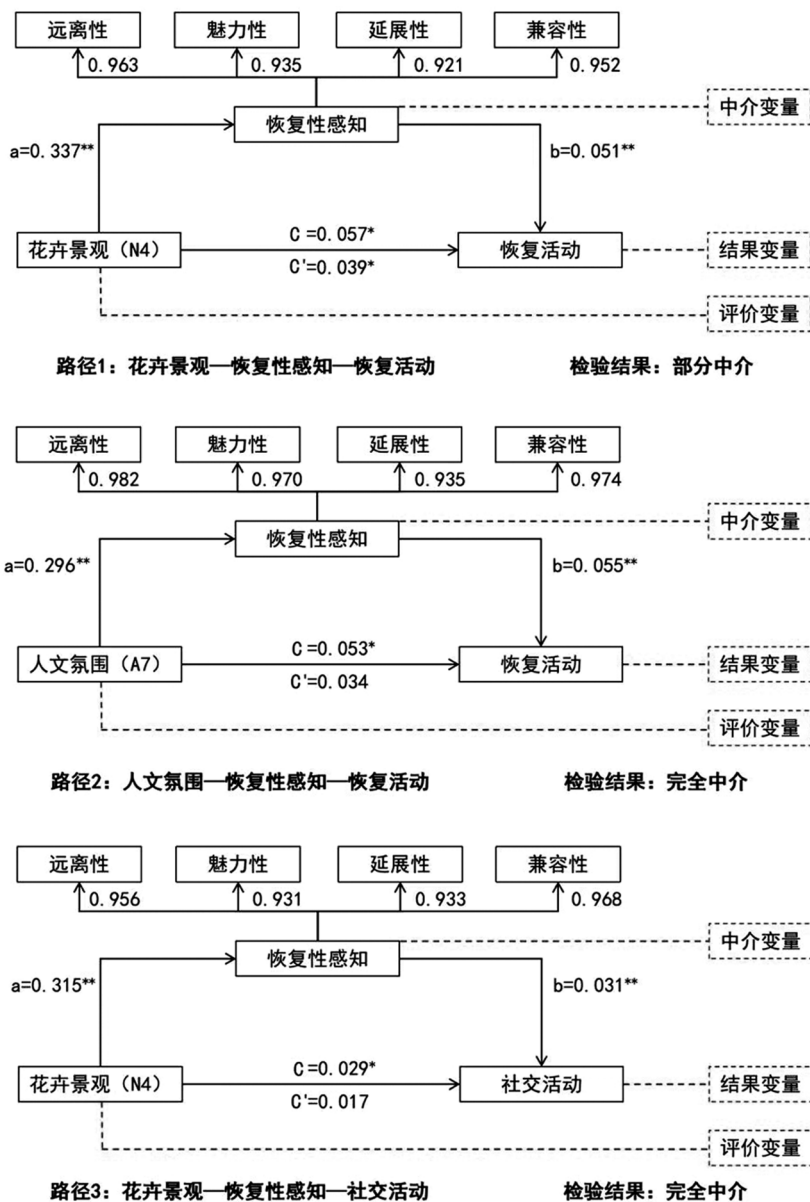 远离性 魅力性 延展性 兼容性
0.963 0.935 0.921 0.952
恢复性感知 中介变量
a=0.337** b=0.051**
C=0.057*
花卉景观（N4） 恢复活动 结果变量
C'=0.039*
评价变量
路径1：花卉景观—恢复性感知—恢复活动 检验结果：部分中介
远离性 魅力性 延展性 兼容性
0.982 0.970 0.935 0.974
恢复性感知 中介变量
a=0.296** b=0.055**
C=0.053*
人文氛围（A7） 恢复活动 结果变量
C'=0.034
评价变量
路径2：人文氛围—恢复性感知—恢复活动 检验结果：完全中介
远离性 魅力性 延展性 兼容性
0.956 0.931 0.933 0.968
恢复性感知 中介变量
a=0.315** b=0.031**
C=0.029*
花卉景观（N4） 社交活动 结果变量
C'=0.017
评价变量
路径3：花卉景观—恢复性感知—社交活动 检验结果：完全中介